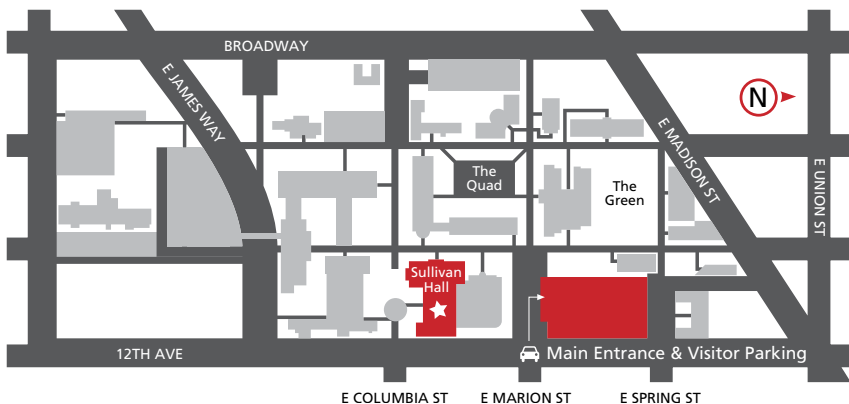 BROADWAY
E JAMES WAY
N
E MADISON ST
E UNION ST
The
Quad
The
Green
Sullivan
Hall
12TH AVE
Main Entrance & Visitor Parking
E COLUMBIA ST
E MARION ST
E SPRING ST